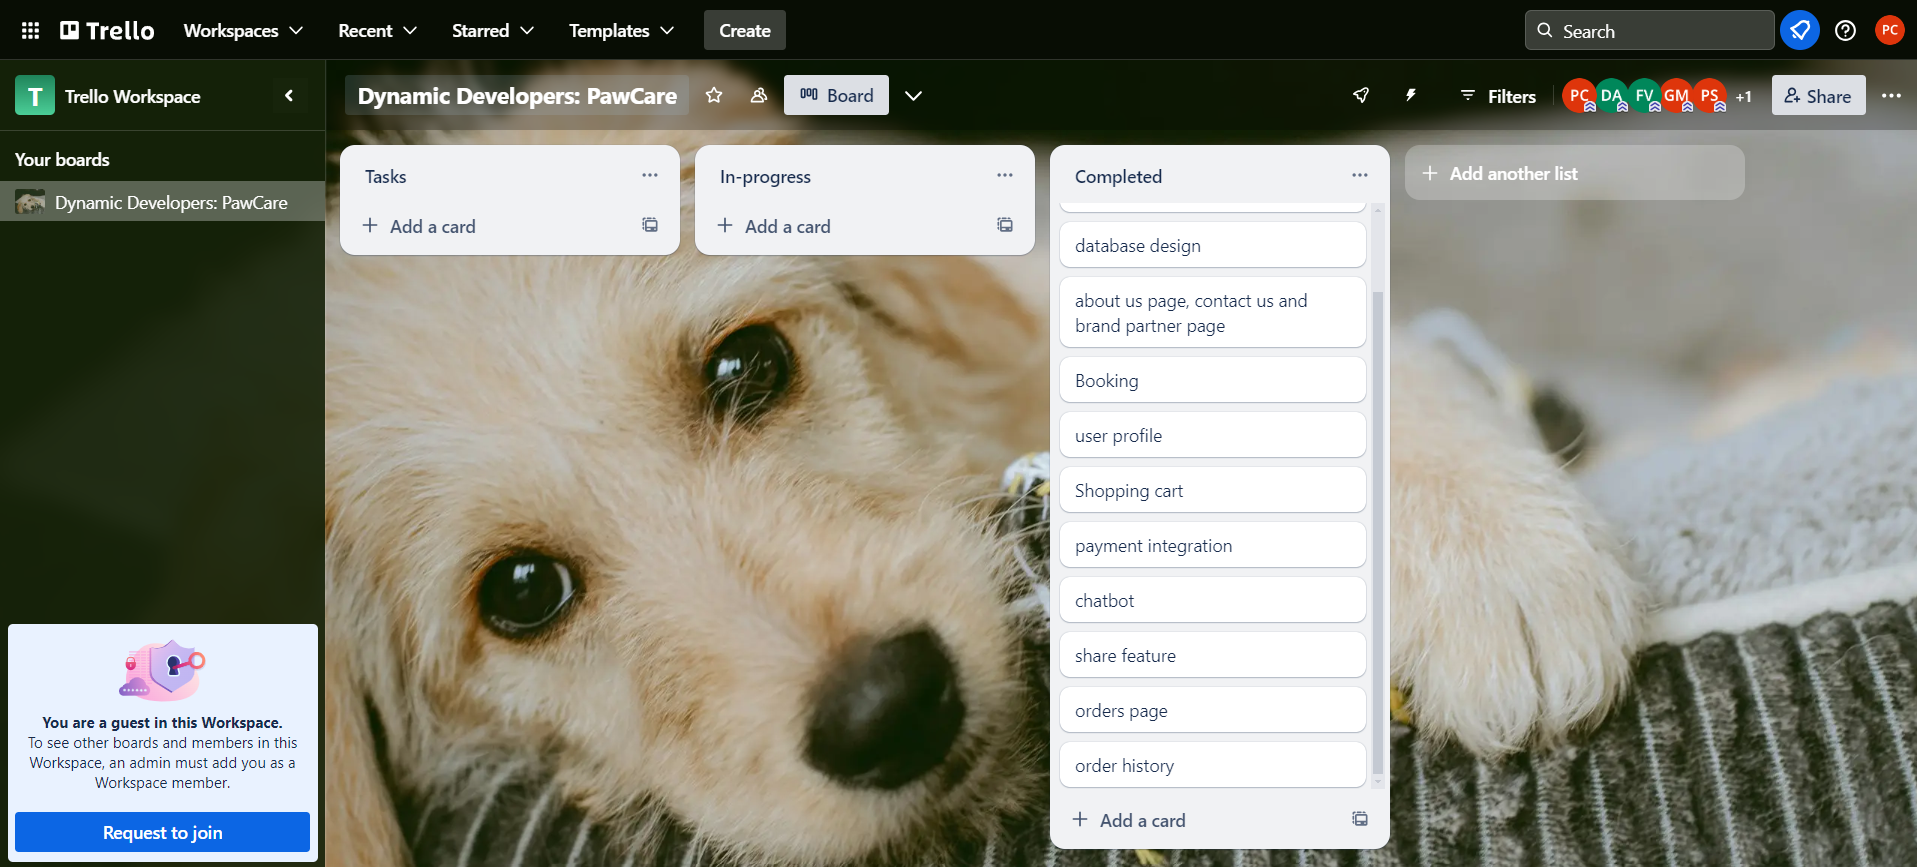 Trello
Workspaces
Recent
Starred
Templates
Create
Search
PC
T
Trello Workspace
Dynamic Developers: PawCare
Board
Filters
PC
DA
FV
GM
PS
+1
Share
Your boards
Dynamic Developers: PawCare
Tasks
Add a card
In-progress
Add a card
Completed
database design
about us page, contact us and
brand partner page
Booking
user profile
Shopping cart
payment integration
chatbot
share feature
orders page
order history
Add a card
Add another list
You are a guest in this Workspace.
To see other boards and members in this
Workspace, an admin must add you as a
Workspace member.
Request to join